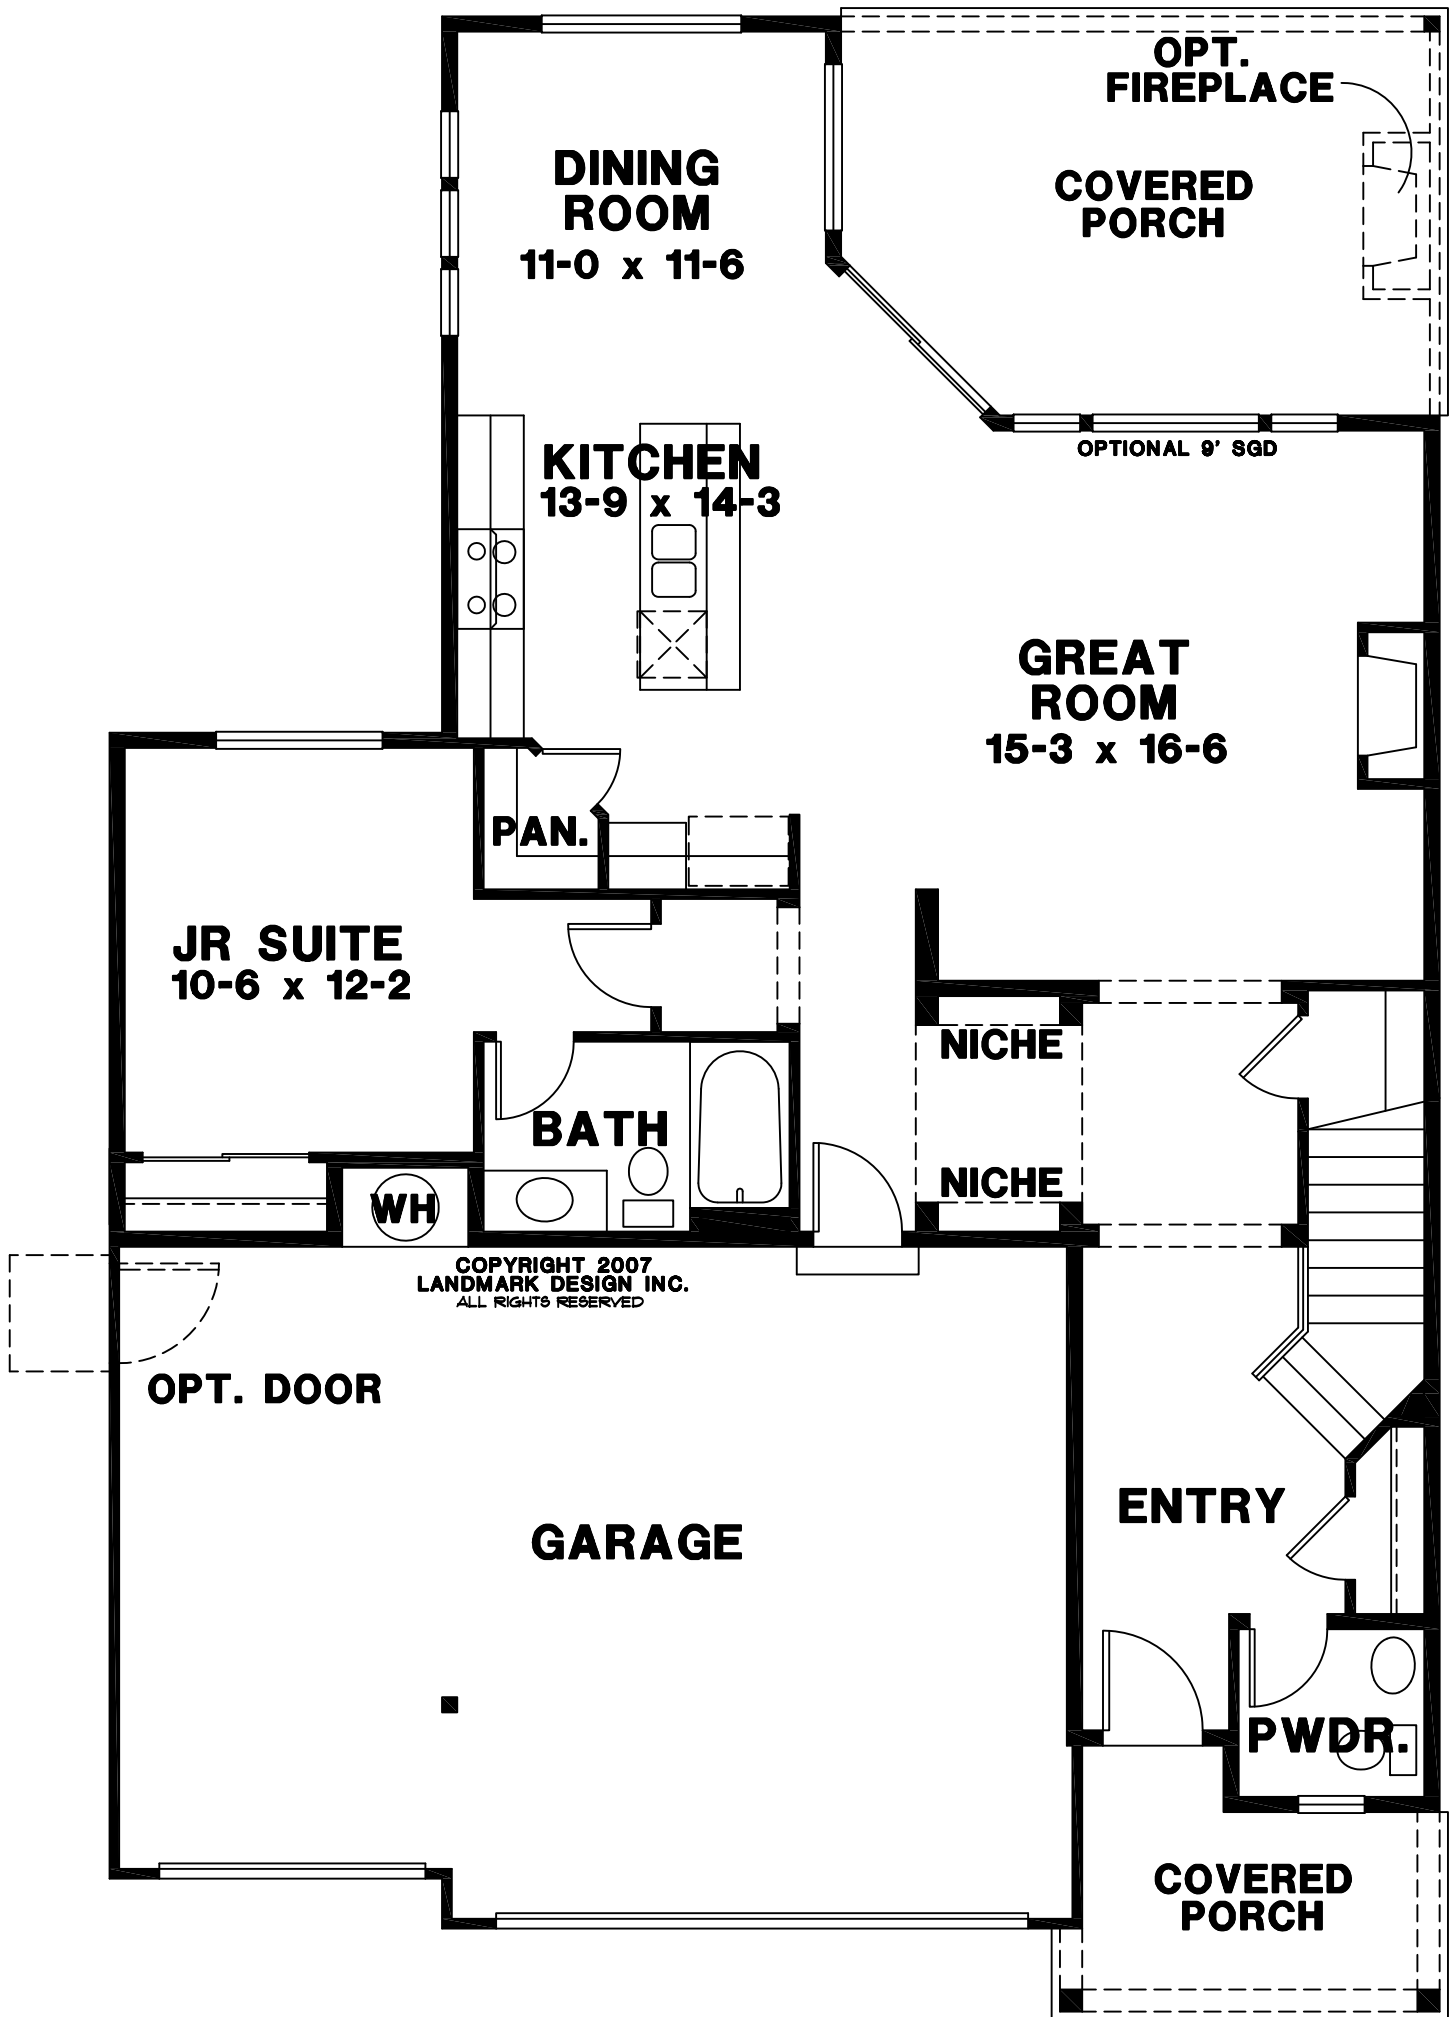 OPT.
FIREPLACE
DINING
ROOM
11-0 x 11-6
COVERED
PORCH
OPTIONAL 9' SGD
KITCHEN
13-9 x 14-3
GREAT
ROOM
15-3 x 16-6
PAN.
JR SUITE
10-6 x 12-2
NICHE
BATH
NICHE
WH
COPYRIGHT 2007
LANDMARK DESIGN INC.
ALL RIGHTS RESERVED
OPT. DOOR
ENTRY
GARAGE
PWDR.
COVERED
PORCH